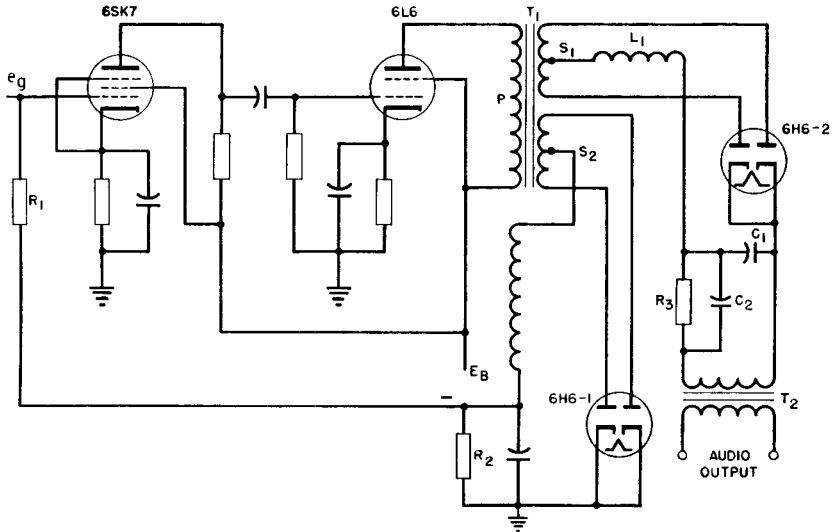 6SK7
6L6
T1
e g
S1
L1
P
6H6-2
S2
R1
C1
R3
C2
EB
−
6H6-1
T2
R2
AUDIO
OUTPUT